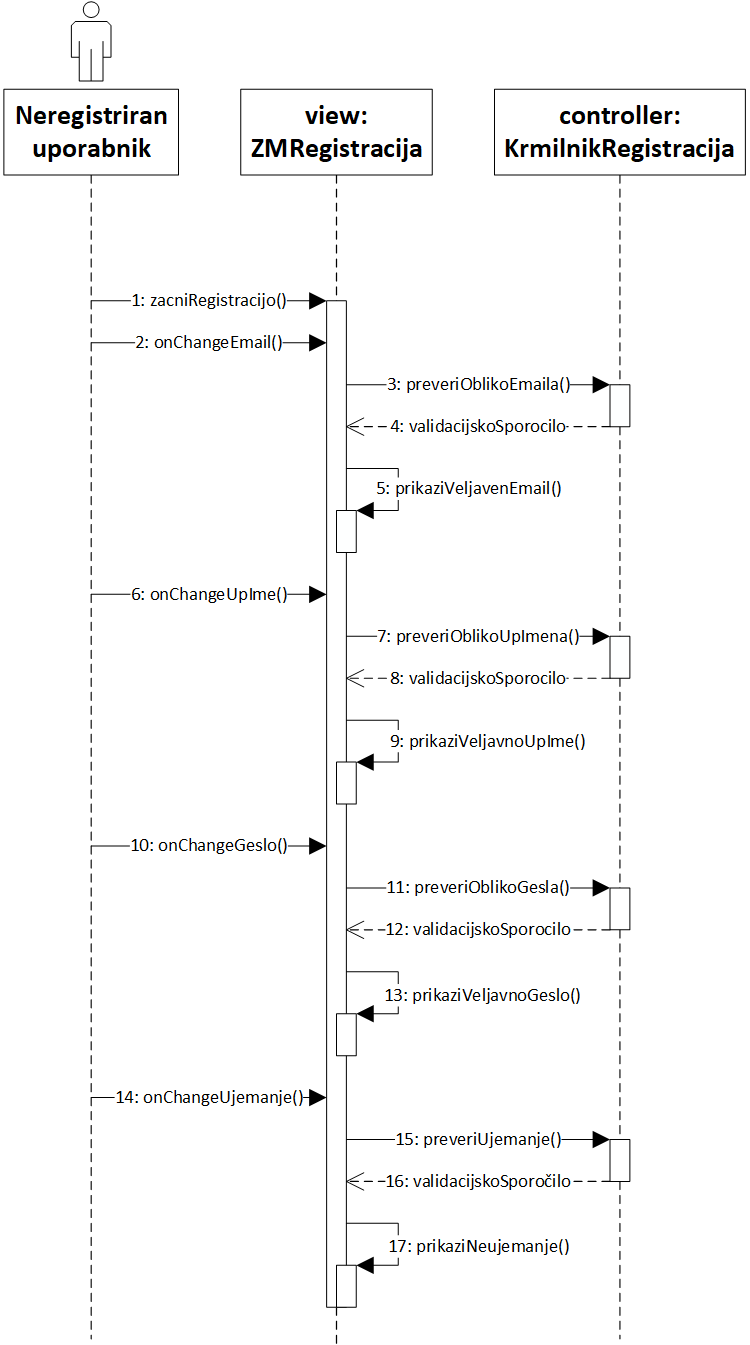 Neregistriran
uporabnik
view:
ZMRegistracija
controller:
KrmilnikRegistracija
1: zacniRegistracijo()
2: onChangeEmail()
3: preveriOblikoEmaila()
4: validacijskoSporocilo
5: prikaziVeljavenEmail()
6: onChangeUpIme()
7: preveriOblikoUpImena()
8: validacijskoSporocilo
9: prikaziVeljavnoUpIme()
10: onChangeGeslo()
11: preveriOblikoGesla()
12: validacijskoSporocilo
13: prikaziVeljavnoGeslo()
14: onChangeUjemanje()
15: preveriUjemanje()
16: validacijskoSporočilo
17: prikaziNeujemanje()